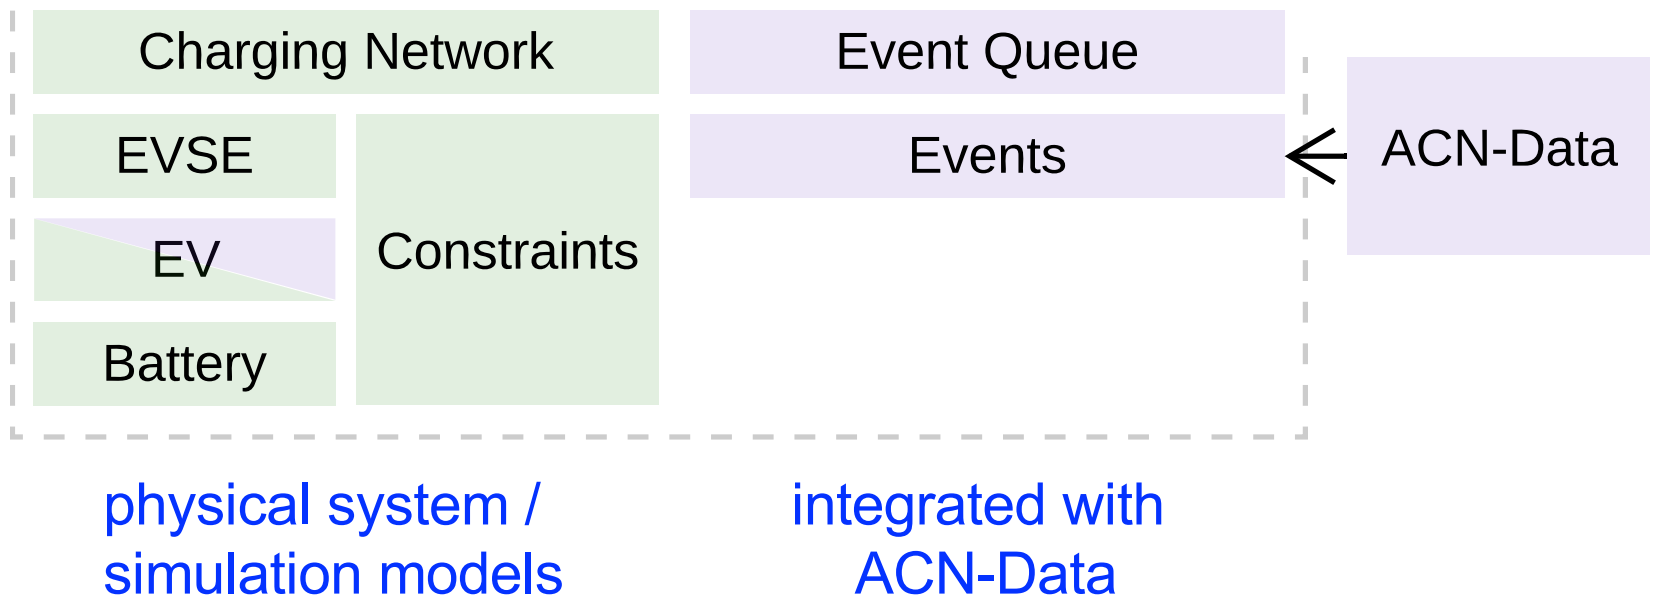 Charging Network
Event Queue
EVSE
Events
ACN-Data
EV
Constraints
Battery
physical system /
simulation models
integrated with
ACN-Data